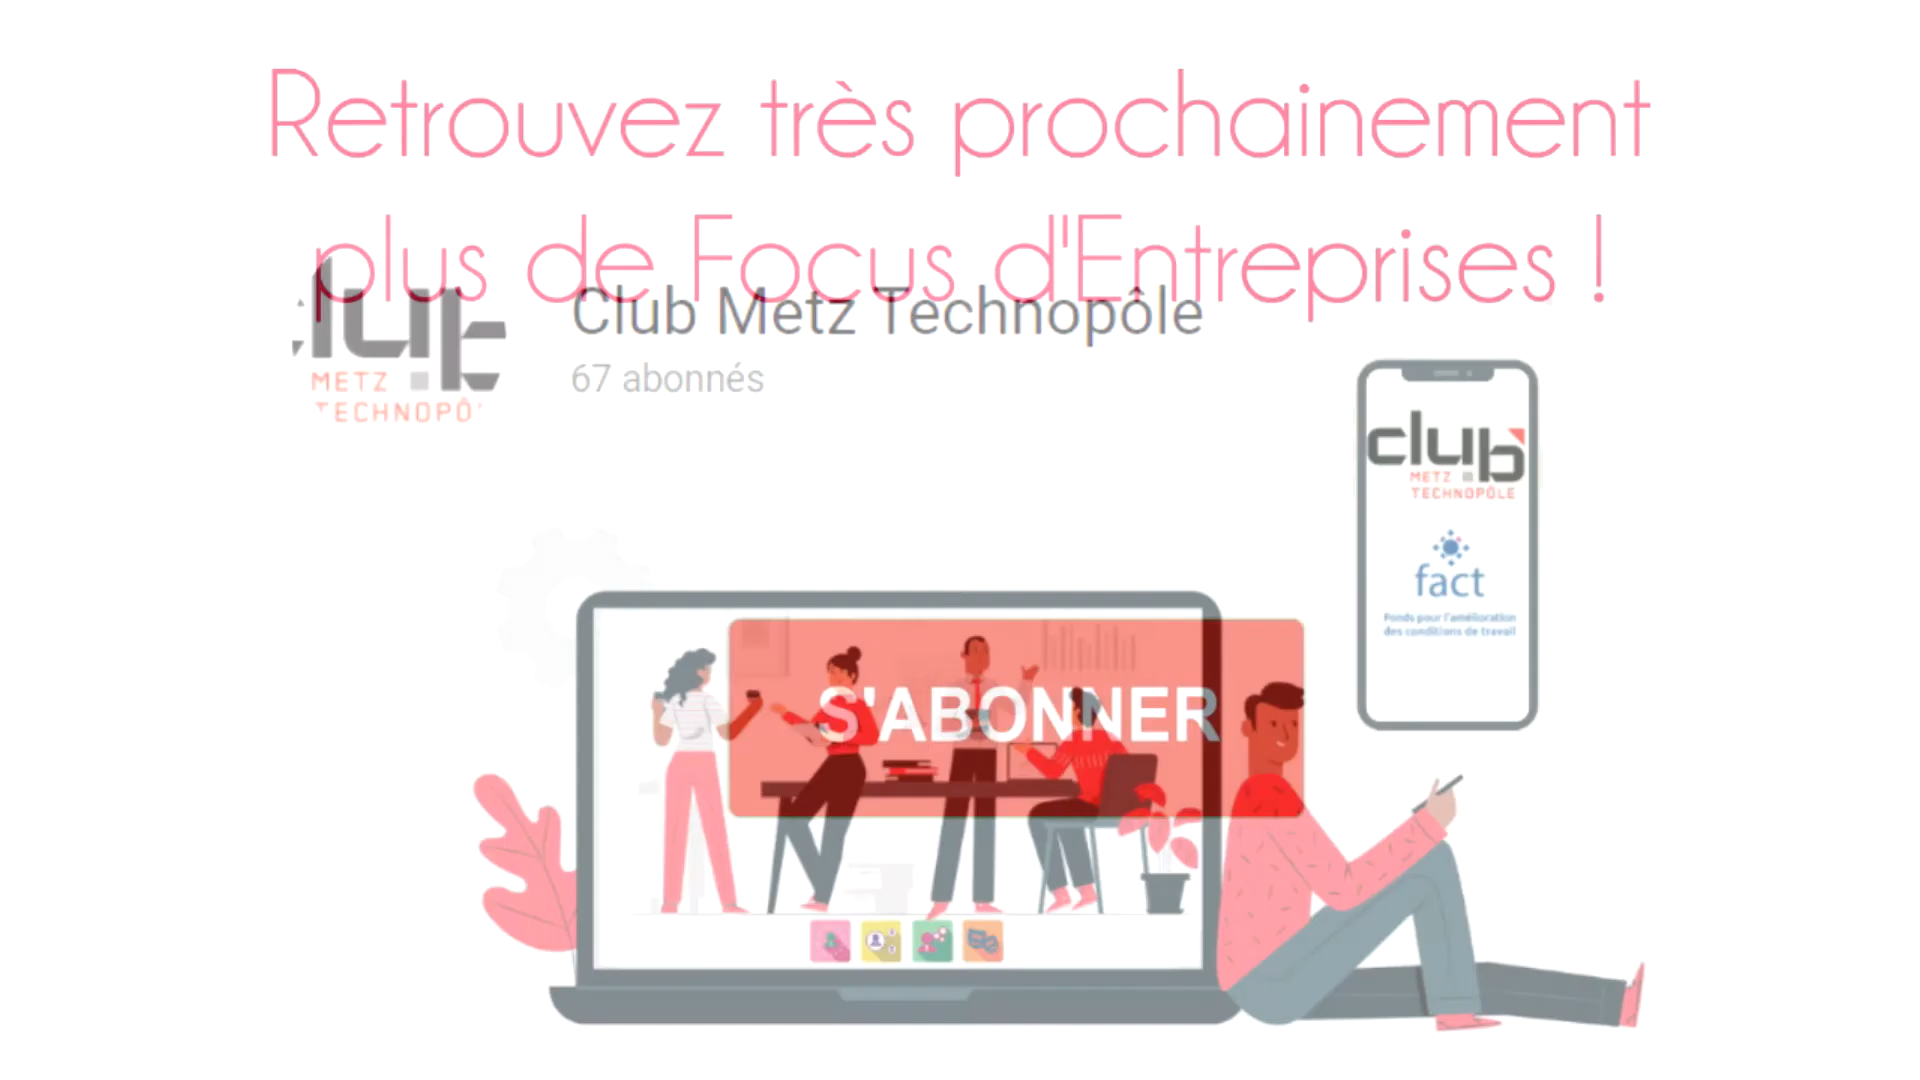 Retrouvez très prochainement
plus de Focus d'Entreprises !
club
METZ
TECHNOPÔ
Club Metz Technopôle
67 abonnés
club
METZ
TECHNOPÔLE
fact
Fonds pour l'amélioration
des conditions de travail
S'ABONNER